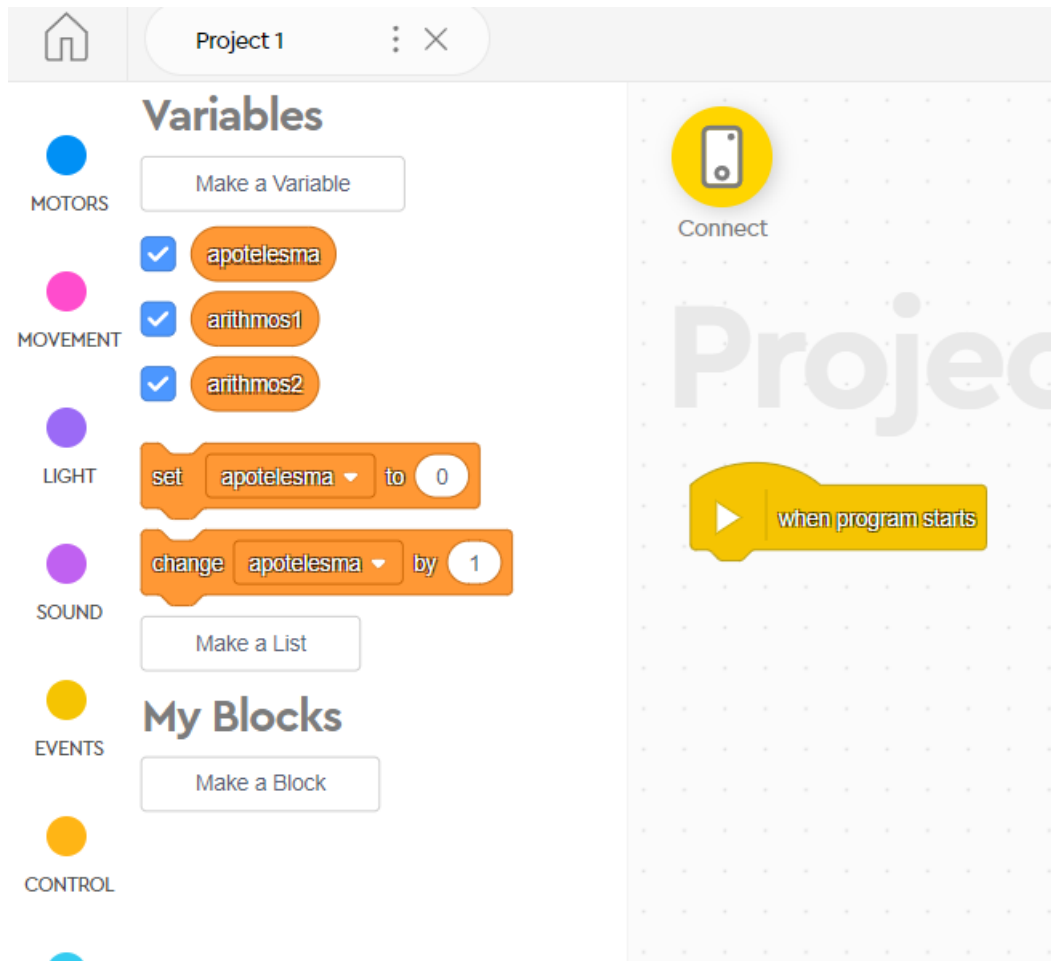 Project 1
Variables
Make a Variable
apotelesma
arithmos1
arithmos2
set apotelesma to 0
change apotelesma by 1
Make a List
My Blocks
Make a Block
MOTORS
MOVEMENT
LIGHT
SOUND
EVENTS
CONTROL
Connect
Projec
when program starts